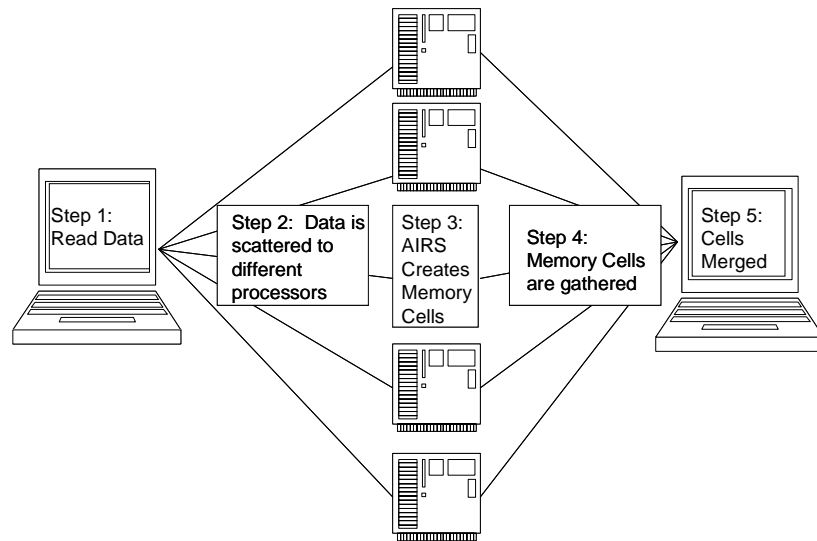 Step 1:
Read Data
Step 2: Data is
scattered to
different
processors
Step 3:
AIRS
Creates
Memory
Cells
Step 4:
Memory Cells
are gathered
Step 5:
Cells
Merged